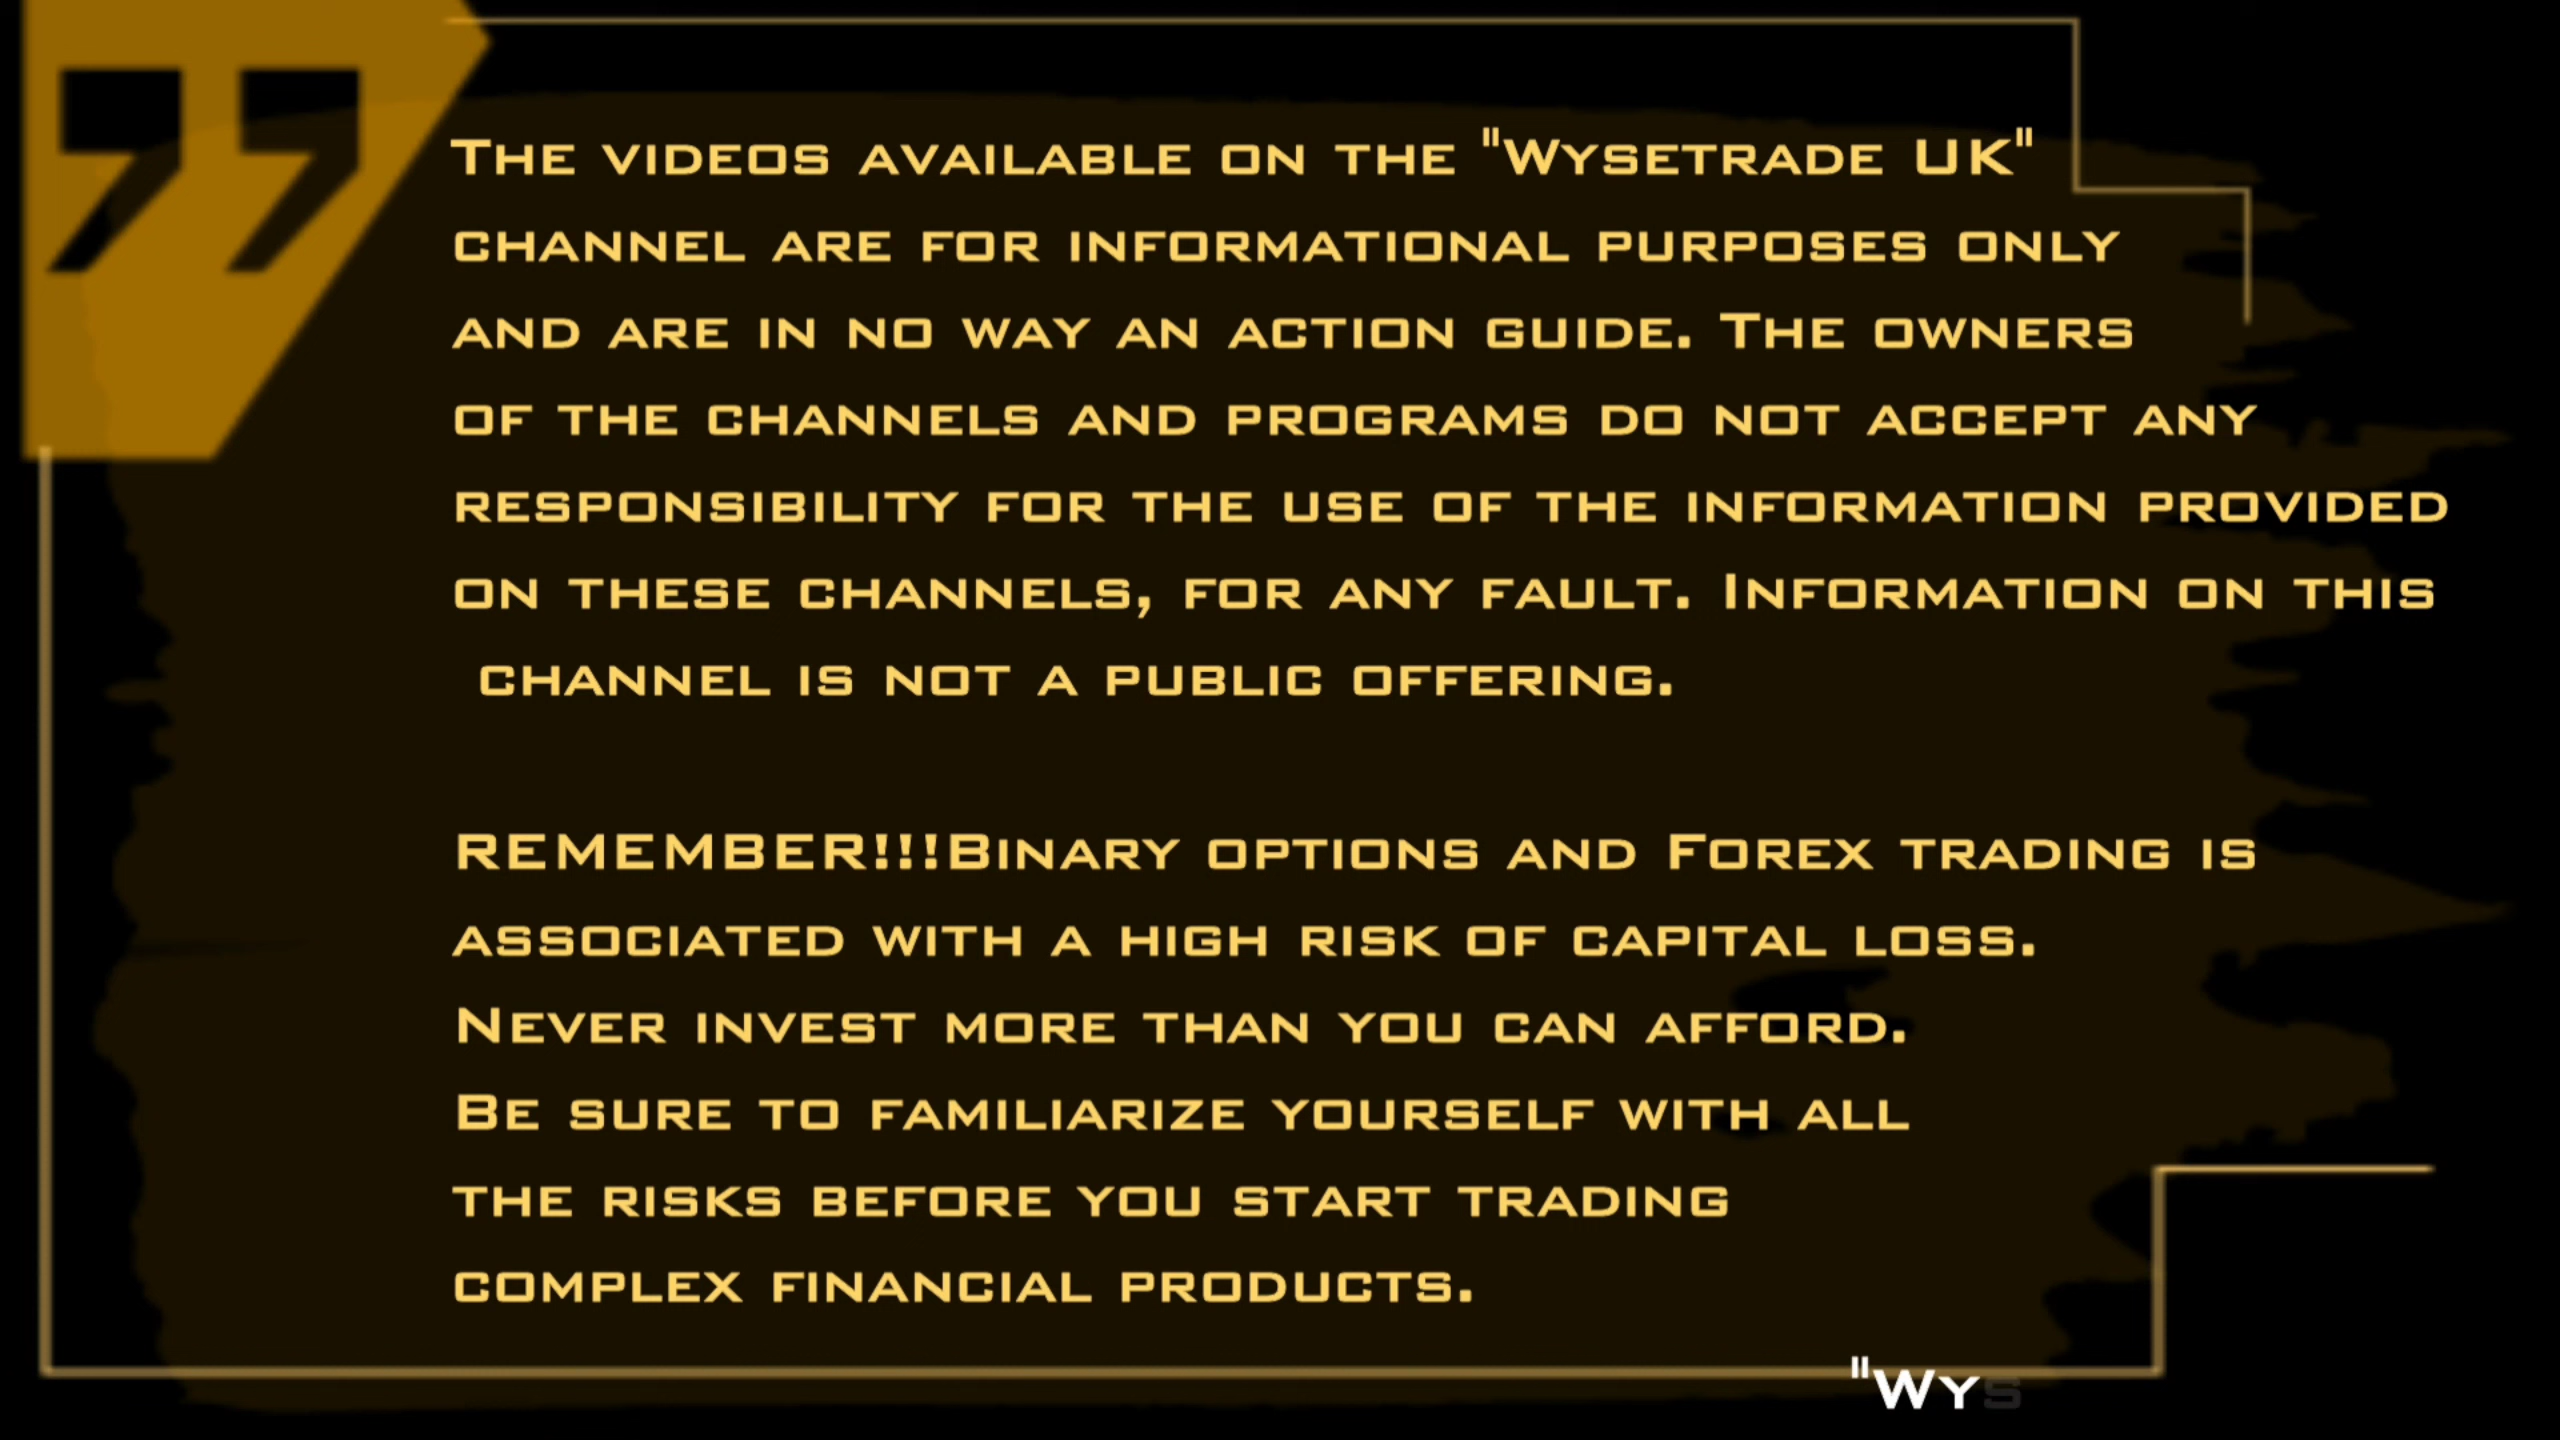 The videos available on the "Wysetrade UK"
channel are for informational purposes only
and are in no way an action guide. The owners
of the channels and programs do not accept any
responsibility for the use of the information provided
on these channels, for any fault. Information on this
channel is not a public offering.
REMEMBER!!!Binary options and Forex trading is
associated with a high risk of capital loss.
Never invest more than you can afford.
Be sure to familiarize yourself with all
the risks before you start trading
complex financial products.
"Wys